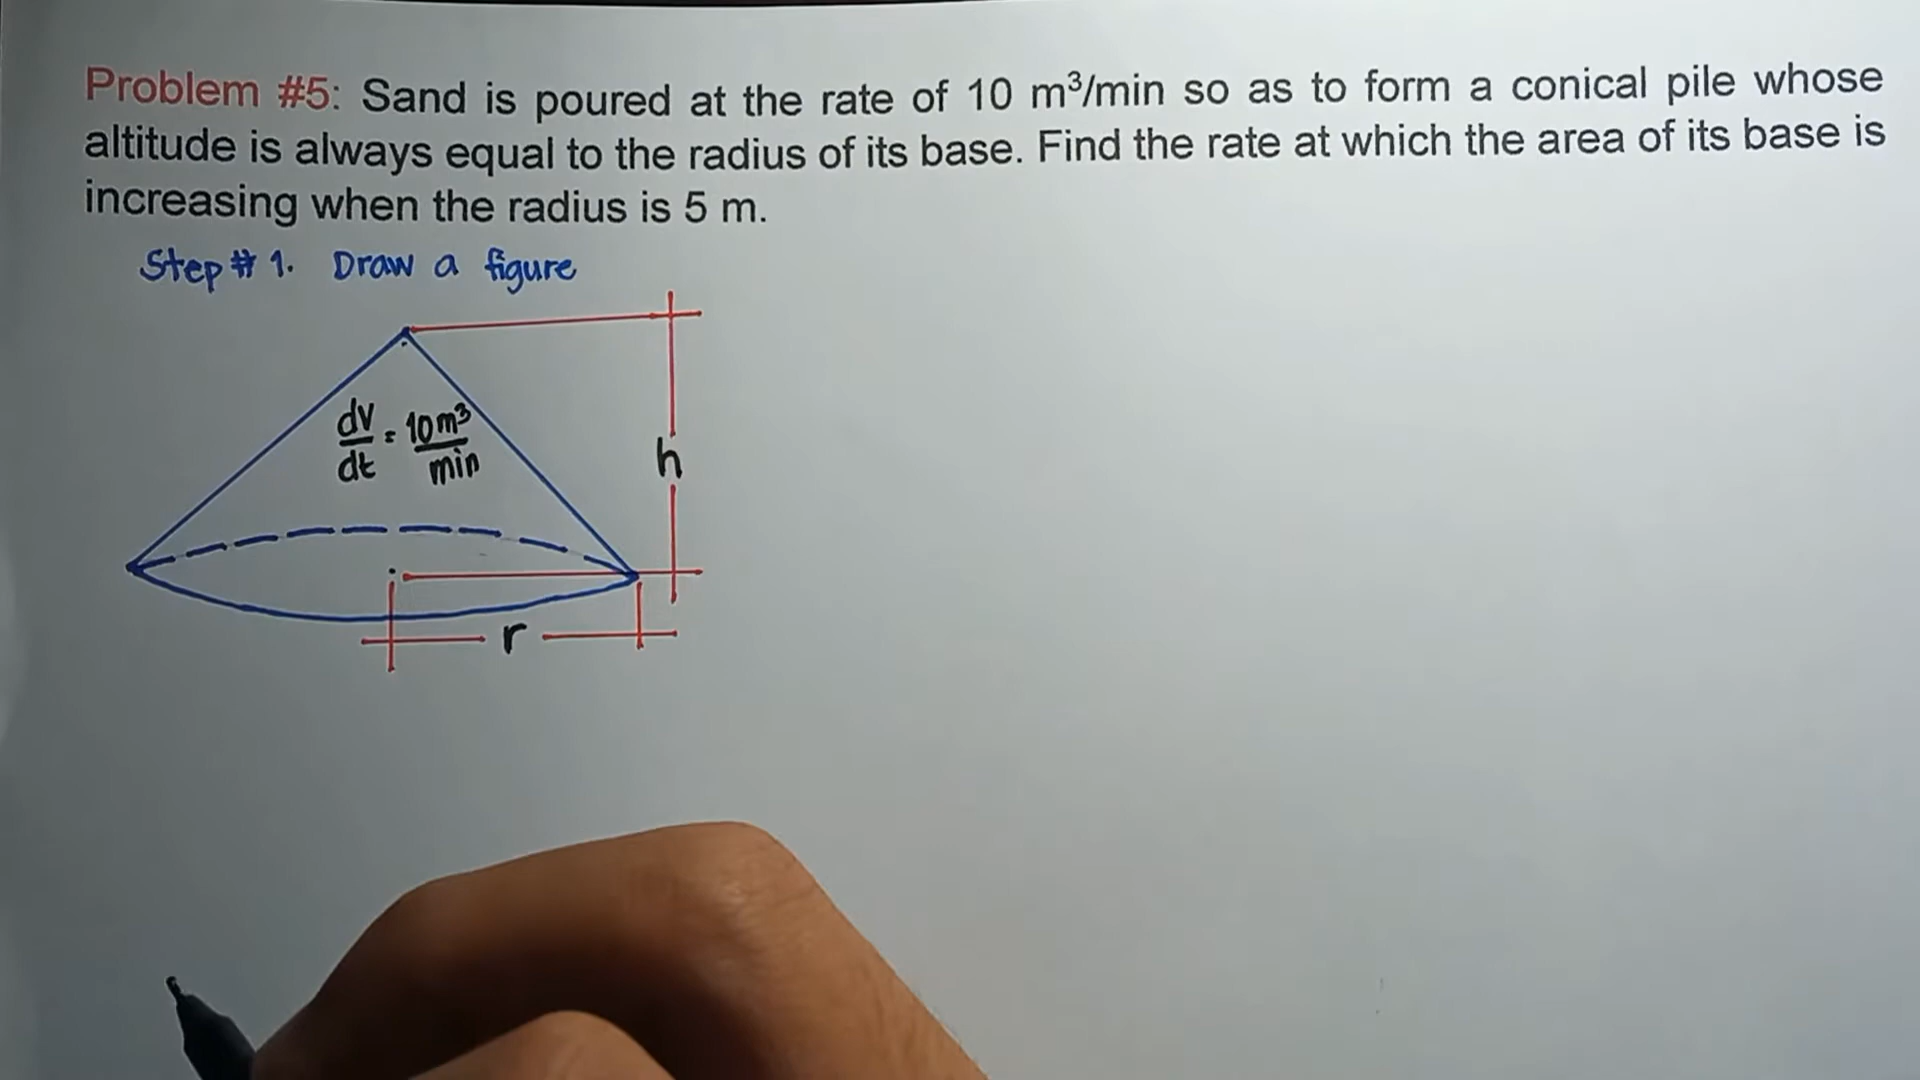 Problem #5: Sand is poured at the rate of 10 m³/min so as to form a conical pile whose
altitude is always equal to the radius of its base. Find the rate at which the area of its base is
increasing when the radius is 5 m.
Step # 1. Draw a figure
dv/dt = 10m³/min
h
r